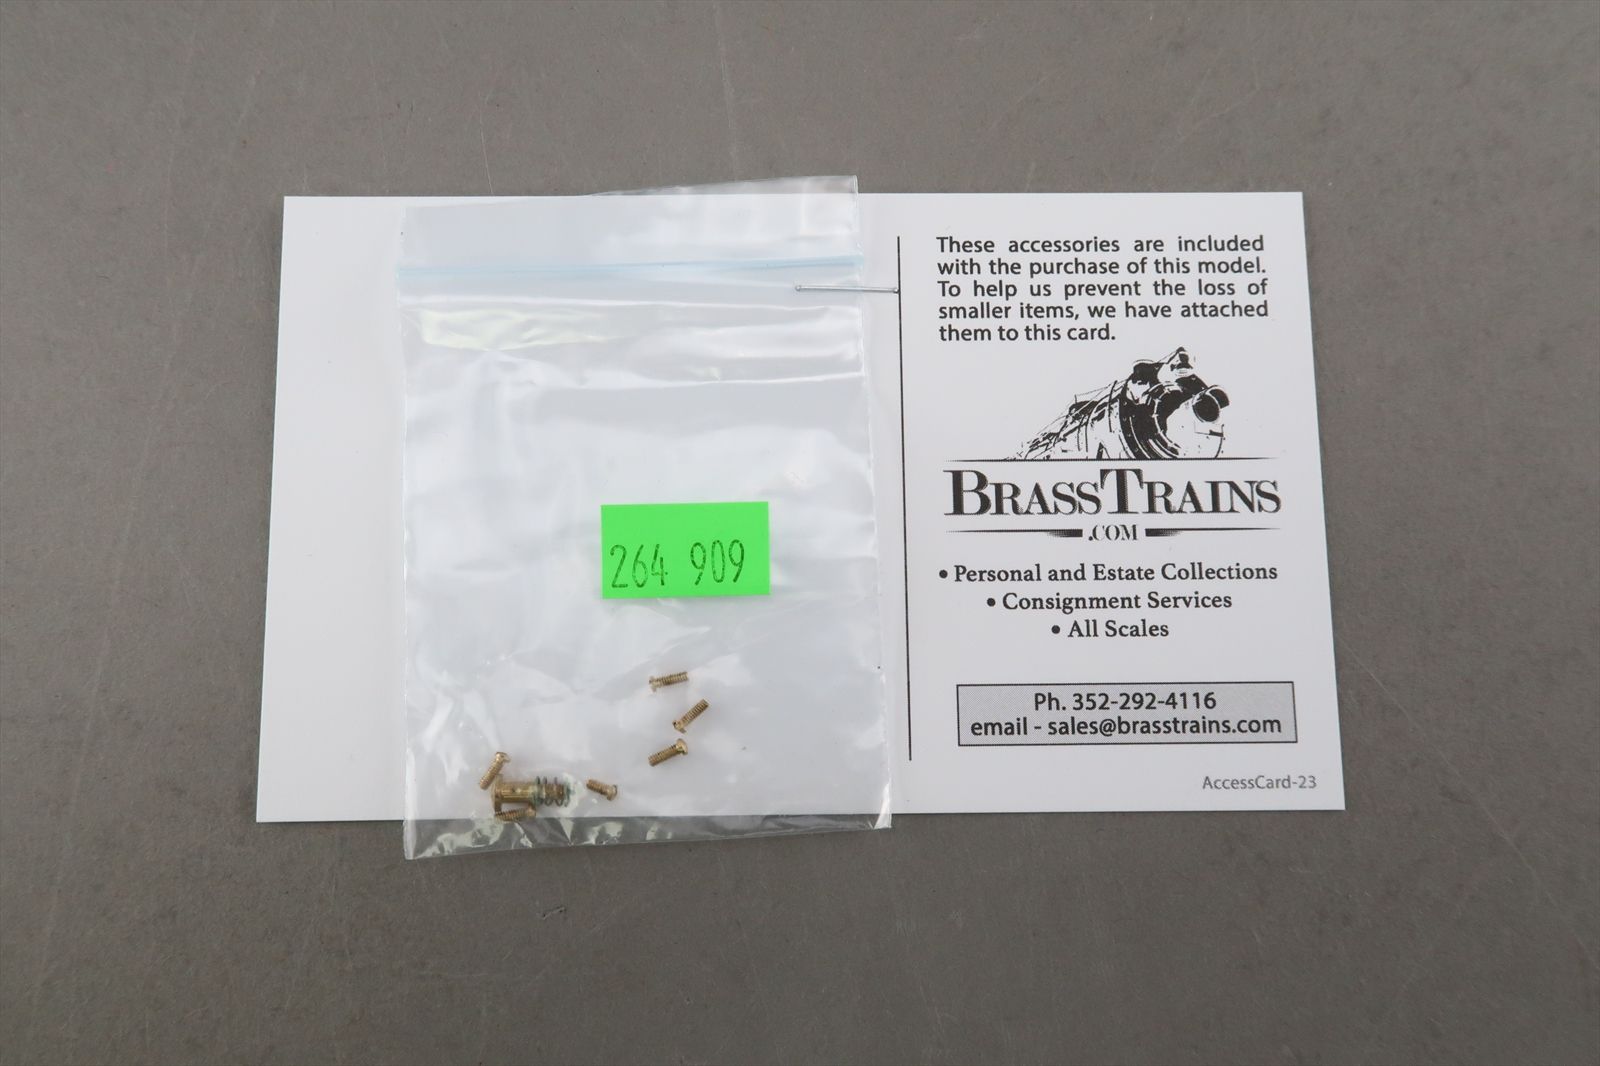 These accessories are included
with the purchase of this model.
To help us prevent the loss of
smaller items, we have attached
them to this card.
BRASSTRAINS
.COM
• Personal and Estate Collections
• Consignment Services
• All Scales
Ph. 352-292-4116
email - sales@brasstrains.com
AccessCard-23
264 909